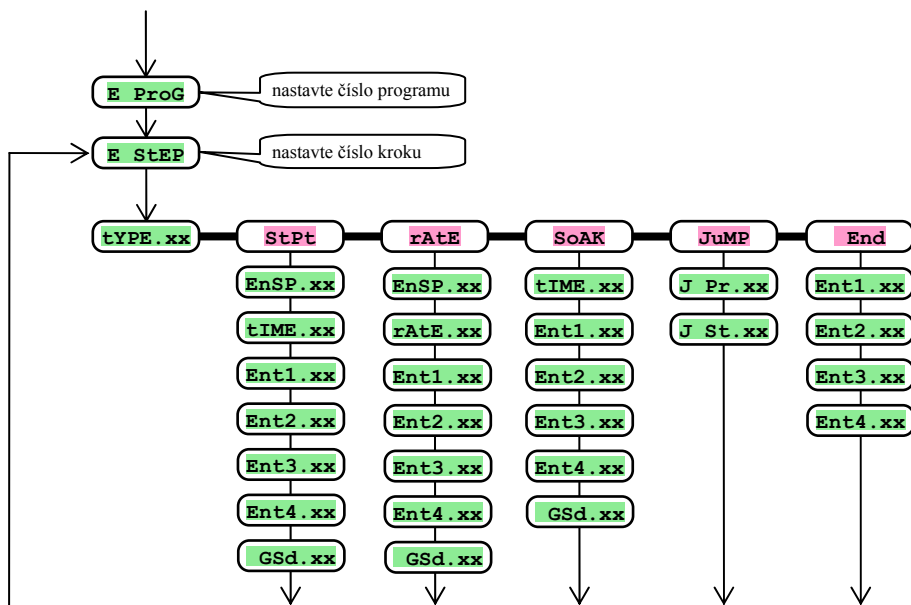 E ProG
nastavte číslo programu
E StEP
nastavte číslo kroku
tYPE.xx StPt rAtE SoAK JuMP End
EnSP.xx EnSP.xx tIME.xx J Pr.xx Ent1.xx
tIME.xx rAtE.xx Ent1.xx J St.xx Ent2.xx
Ent1.xx Ent1.xx Ent2.xx Ent3.xx
Ent2.xx Ent2.xx Ent3.xx Ent4.xx
Ent3.xx Ent3.xx Ent4.xx
Ent4.xx Ent4.xx GSd.xx
GSd.xx GSd.xx